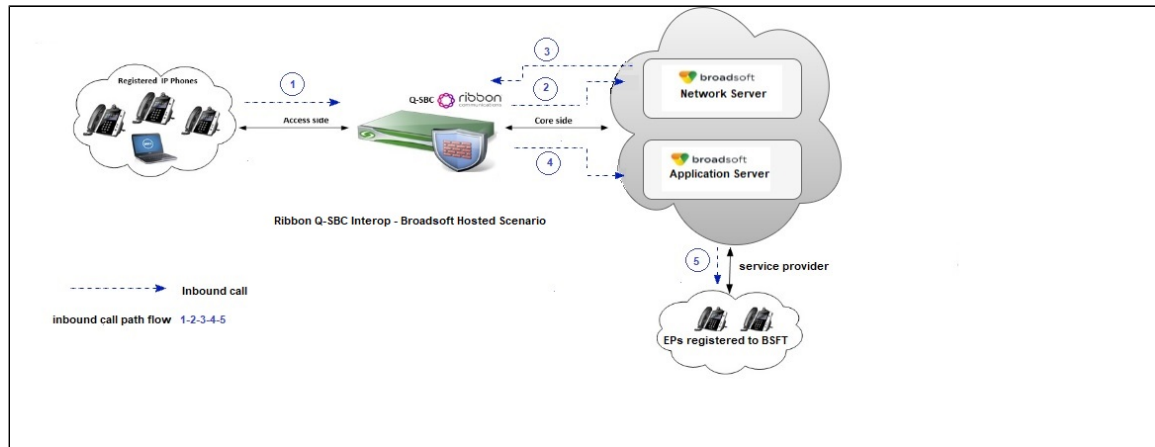 Registered IP Phones
1
Access side
Q-SBC ribbon
communications
3
2
Core side
4
broadsoft
Network Server
broadsoft
Application Server
Ribbon Q-SBC Interop - Broadsoft Hosted Scenario
5
service provider
EPs registered to BSFT
Inbound call
inbound call path flow 1-2-3-4-5